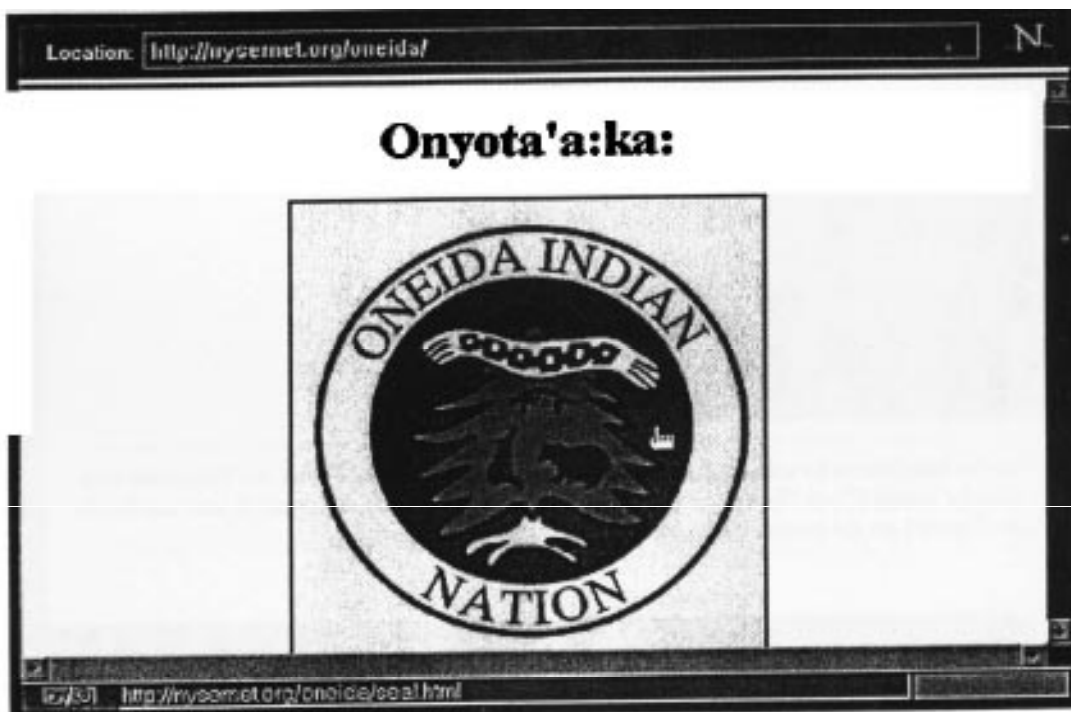 Location: http://nysernet.org/oneida/
N
Onyota'a:ka:
ONEIDA INDIAN
NATION
http://nysernet.org/oneida/seal.html